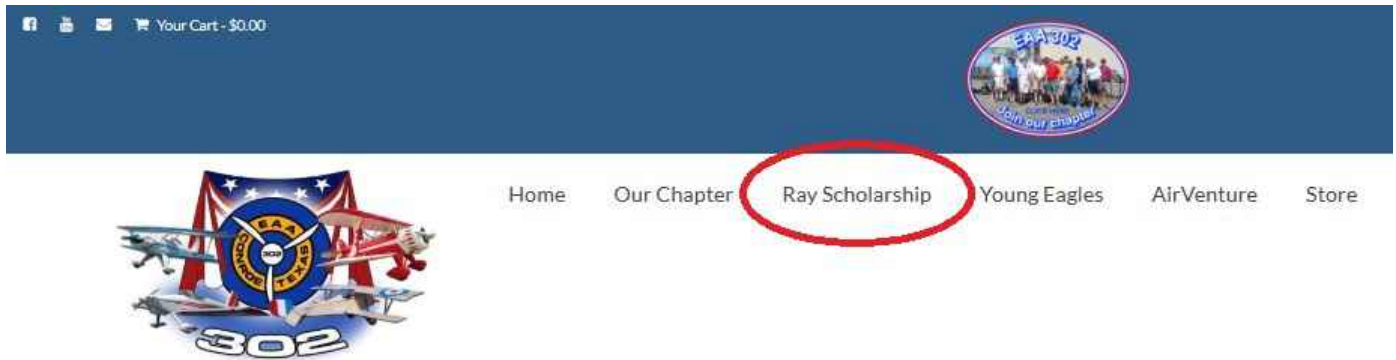 Your Cart - $0.00
EAA 302
Join our chapter
Home Our Chapter Ray Scholarship Young Eagles AirVenture Store
EAA
CONROE TEXAS
302
302